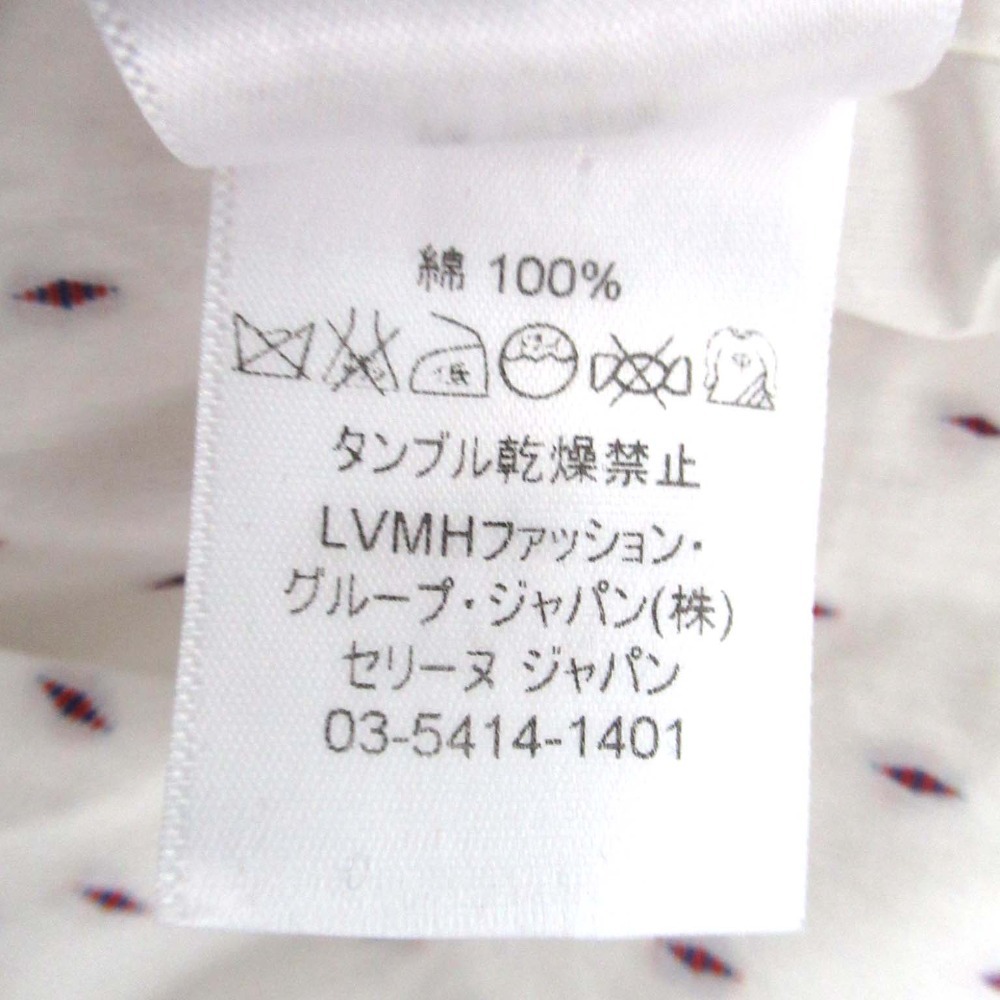 綿 100%
低
タンブル乾燥禁止
LVMHファッション・
グループ・ジャパン(株)
セリーヌ ジャパン
03-5414-1401